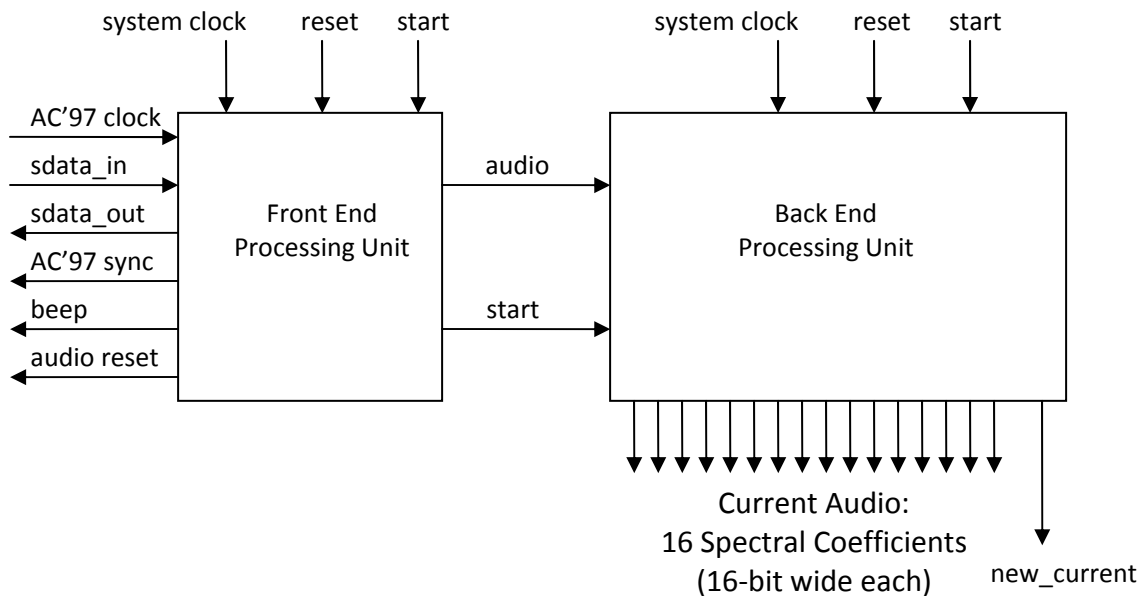 system clock
reset
start
system clock
reset
start
AC’97 clock
sdata_in
sdata_out
AC’97 sync
beep
audio reset
Front End
Processing Unit
audio
start
Back End
Processing Unit
Current Audio:
16 Spectral Coefficients
(16-bit wide each)
new_current